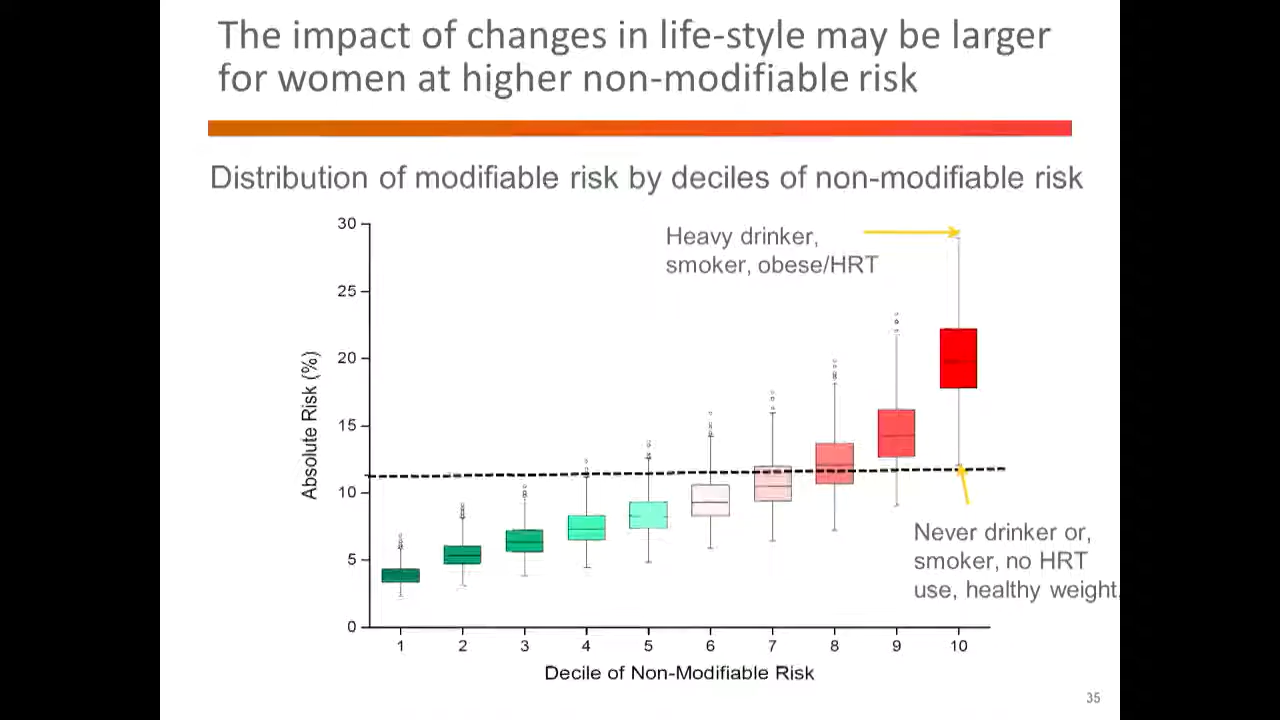 The impact of changes in life-style may be larger
for women at higher non-modifiable risk
Distribution of modifiable risk by deciles of non-modifiable risk
Heavy drinker,
smoker, obese/HRT
Absolute Risk (%)
30
25
20
15
10
5
0
Never drinker or,
smoker, no HRT
use, healthy weight.
1 2 3 4 5 6 7 8 9 10
Decile of Non-Modifiable Risk
35